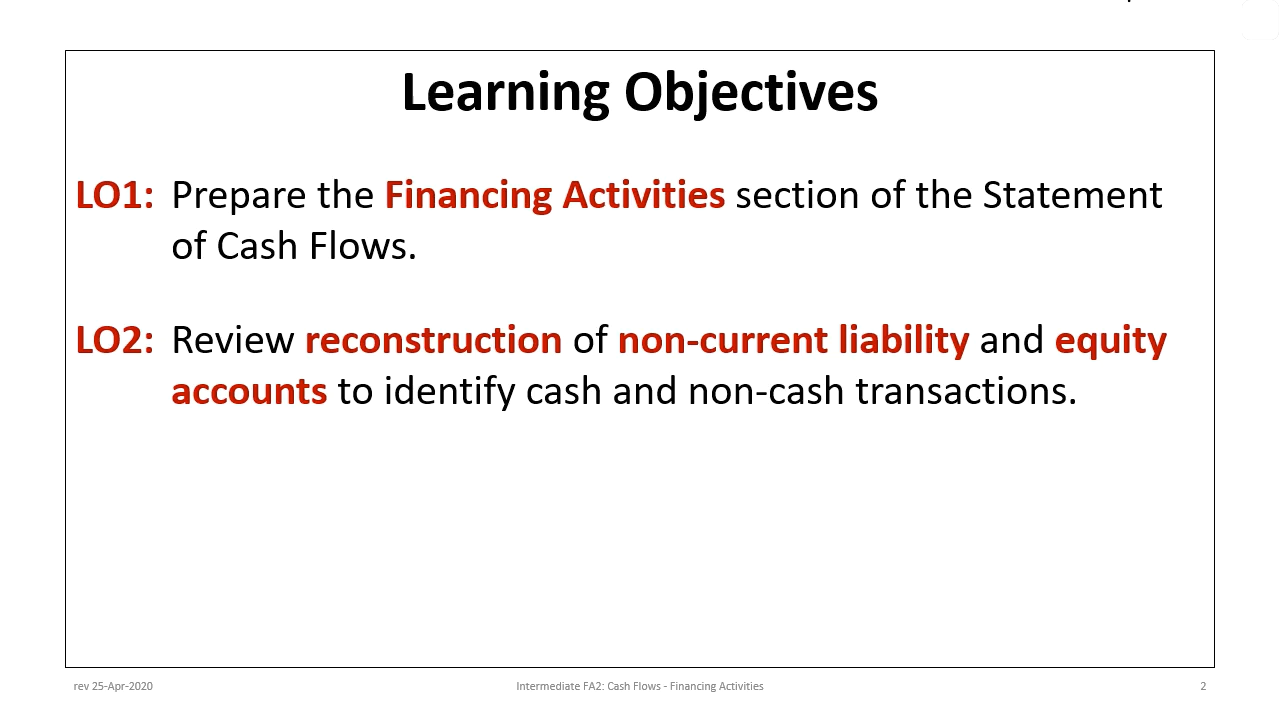 Learning Objectives
LO1: Prepare the Financing Activities section of the Statement
of Cash Flows.
LO2: Review reconstruction of non-current liability and equity
accounts to identify cash and non-cash transactions.
rev 25-Apr-2020
Intermediate FA2: Cash Flows - Financing Activities
2